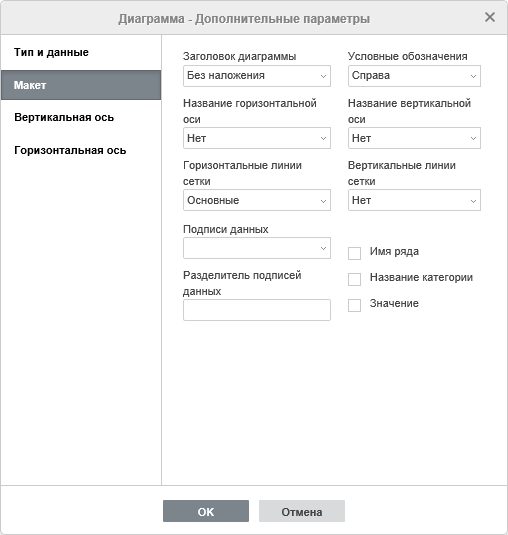 Диаграмма - Дополнительные параметры
Тип и данные
Макет
Вертикальная ось
Горизонтальная ось
Заголовок диаграммы
Без наложения
Условные обозначения
Справа
Название горизонтальной
оси
Нет
Название вертикальной
оси
Нет
Горизонтальные линии
сетки
Основные
Вертикальные линии
сетки
Нет
Подписи данных
Имя ряда
Название категории
Значение
Разделитель подписей
данных
OK
Отмена